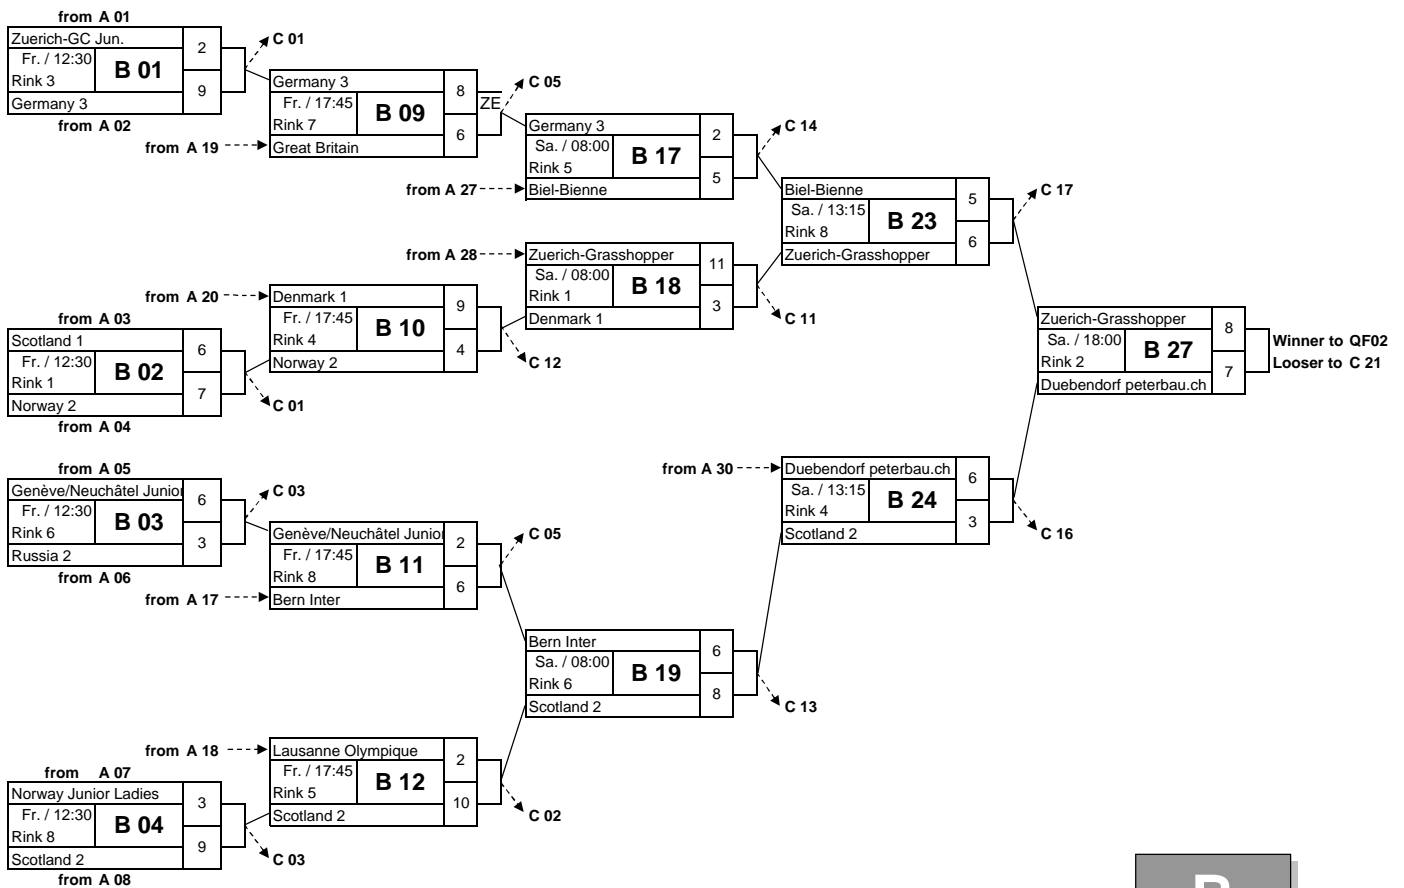 from A 01
Zuerich-GC Jun.
2
Fr. / 12:30
Rink 3
B 01
9
Germany 3
from A 02
C 01
Germany 3
8
ZE
Fr. / 17:45
Rink 7
B 09
6
from A 19
Great Britain
C 05
Germany 3
2
Sa. / 08:00
Rink 5
B 17
5
from A 27
Biel-Bienne
C 14
Biel-Bienne
5
Sa. / 13:15
Rink 8
B 23
6
Zuerich-Grasshopper
C 17
from A 28
Zuerich-Grasshopper
11
Sa. / 08:00
Rink 1
B 18
3
Denmark 1
C 11
from A 20
Denmark 1
9
Fr. / 17:45
Rink 4
B 10
4
Norway 2
C 12
from A 03
Scotland 1
6
Fr. / 12:30
Rink 1
B 02
7
Norway 2
from A 04
C 01
Zuerich-Grasshopper
8
Sa. / 18:00
Rink 2
B 27
7
Duebendorf peterbau.ch
Winner to QF02
Looser to C 21
from A 05
Genève/Neuchâtel Junior
6
Fr. / 12:30
Rink 6
B 03
3
Russia 2
from A 06
C 03
Genève/Neuchâtel Junior
2
Fr. / 17:45
Rink 8
B 11
6
from A 17
Bern Inter
C 05
from A 30
Duebendorf peterbau.ch
6
Sa. / 13:15
Rink 4
B 24
3
Scotland 2
C 16
Bern Inter
6
Sa. / 08:00
Rink 6
B 19
8
Scotland 2
C 13
from A 18
Lausanne Olympique
2
Fr. / 17:45
Rink 5
B 12
10
Scotland 2
C 02
from A 07
Norway Junior Ladies
3
Fr. / 12:30
Rink 8
B 04
9
Scotland 2
from A 08
C 03
B